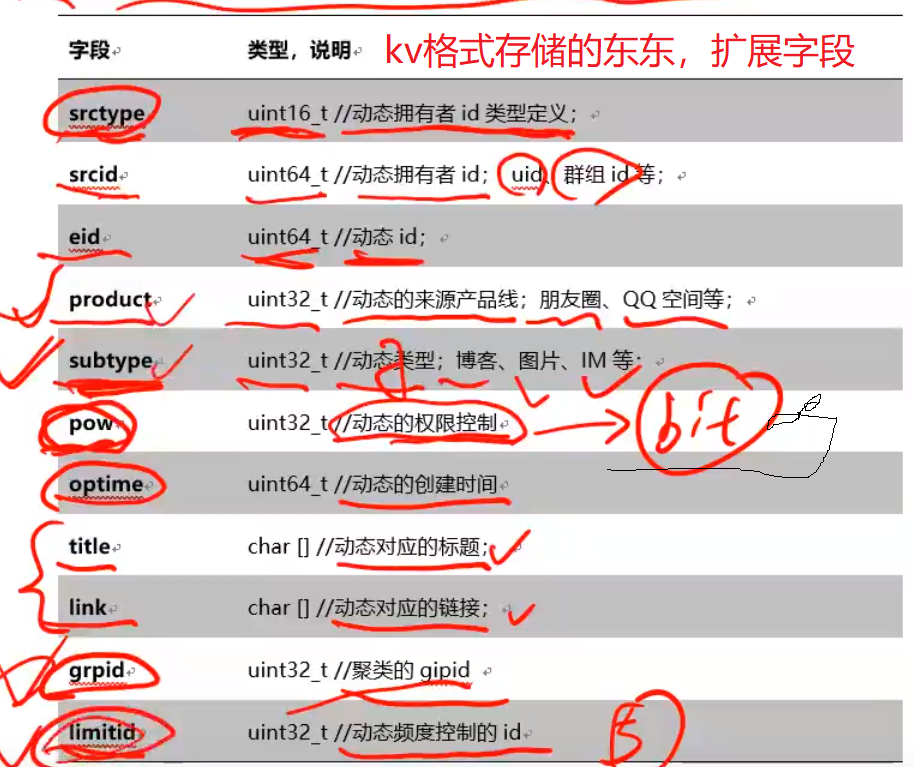 字段 类型，说明 kv格式存储的东东，扩展字段
srctype uint16_t //动态拥有者 id 类型定义；
srcid uint64_t //动态拥有者 id；uid、群组 id 等；
eid uint64_t //动态 id；
product uint32_t //动态的来源产品线；朋友圈、QQ 空间等；
subtype uint32_t //动态类型；博客、图片、IM 等；
pow uint32_t //动态的权限控制 bit
optime uint64_t //动态的创建时间
title char [] //动态对应的标题；
link char [] //动态对应的链接；
grpid uint32_t //聚类的 gipid
limitid uint32_t //动态频度控制的 id